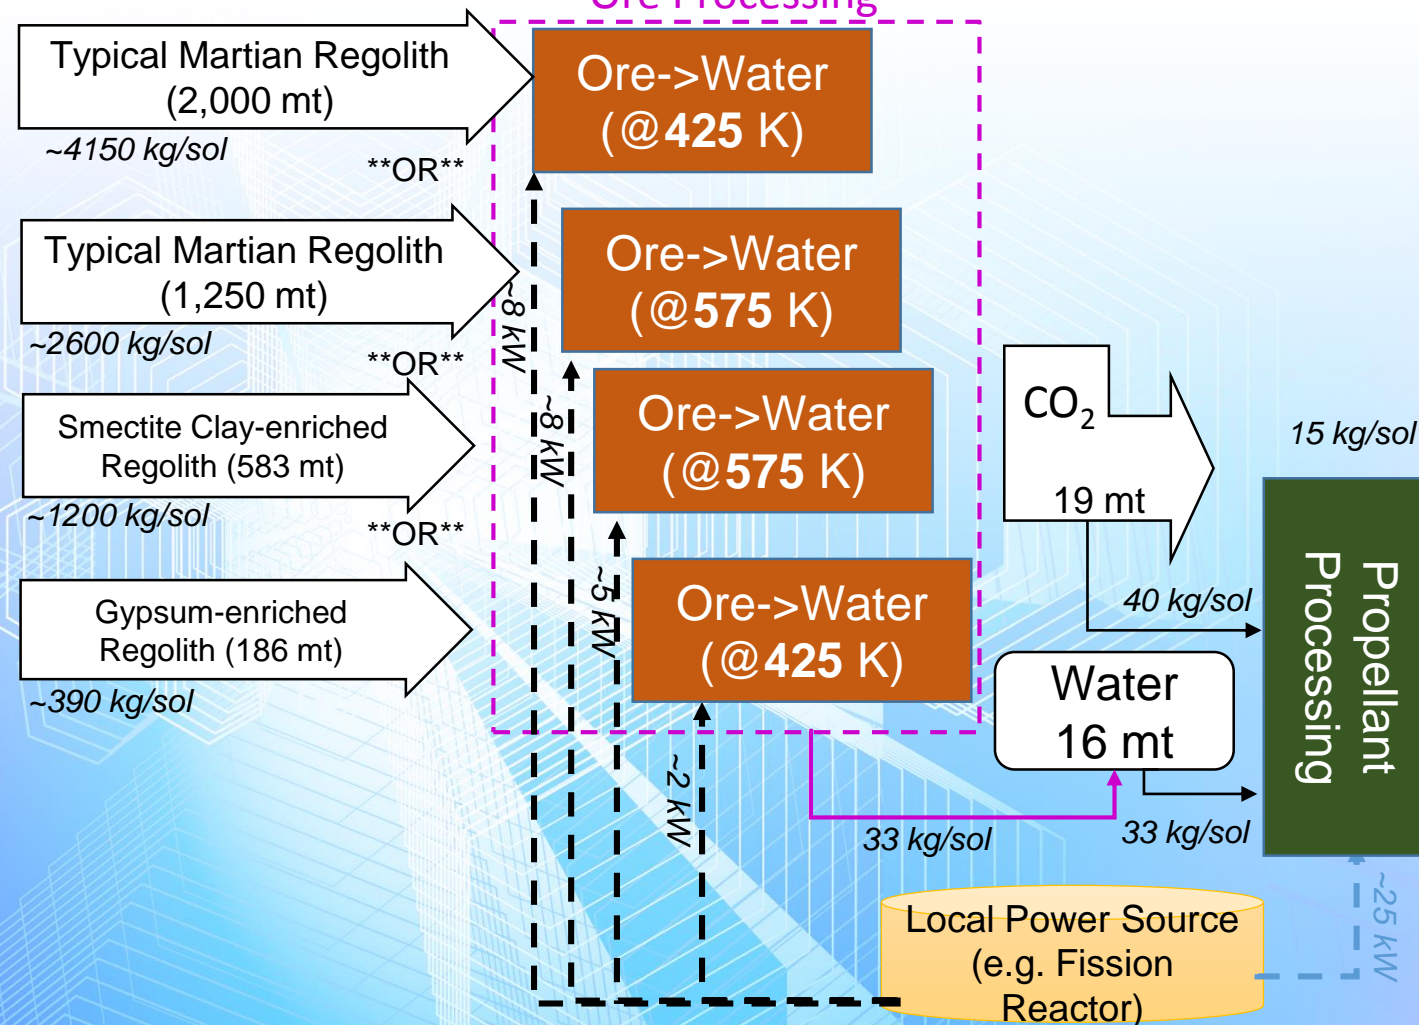 Ore Processing
Typical Martian Regolith
(2,000 mt)
~4150 kg/sol
**OR**
Ore->Water
(@425 K)
Typical Martian Regolith
(1,250 mt)
~2600 kg/sol
**OR**
Ore->Water
(@575 K)
~8 kW
Smectite Clay-enriched
Regolith (583 mt)
~1200 kg/sol
**OR**
Ore->Water
(@575 K)
~8 kW
Gypsum-enriched
Regolith (186 mt)
~390 kg/sol
Ore->Water
(@425 K)
~5 kW
~2 kW
CO2
19 mt
15 kg/sol
40 kg/sol
Water
16 mt
33 kg/sol
33 kg/sol
Propellant
Processing
~25 kW
Local Power Source
(e.g. Fission
Reactor)